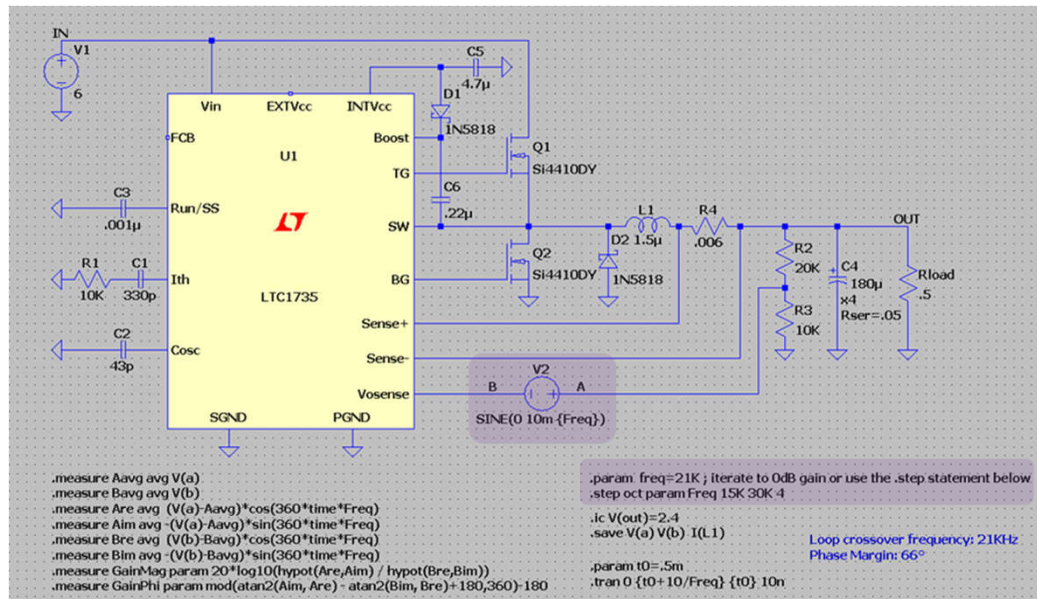 IN
V1
6
C5
4.7µ
D1
1N5818
Vin
EXTVcc
INTVcc
FCB
Boost
U1
Q1
Si4410DY
TG
C6
.22µ
C3
.001µ
Run/SS
SW
L1
1.5µ
R4
.006
OUT
D2
1N5818
R2
20K
C4
180µ
x4
Rser=.05
Rload
.5
Q2
Si4410DY
R1
10K
C1
330p
Ith
BG
LTC1735
R3
10K
Sense+
C2
43p
Cosc
Sense-
V2
B
A
Vosense
SINE(0 10m {Freq})
SGND
PGND
.measure Aavg avg V(a)
.measure Bavg avg V(b)
.measure Are avg (V(a)-Aavg)*cos(360*time*Freq)
.measure Aim avg -(V(a)-Aavg)*sin(360*time*Freq)
.measure Bre avg (V(b)-Bavg)*cos(360*time*Freq)
.measure Bim avg -(V(b)-Bavg)*sin(360*time*Freq)
.measure GainMag param 20*log10(hypot(Are,Aim) / hypot(Bre,Bim))
.measure GainPhi param mod(atan2(Aim, Are) - atan2(Bim, Bre)+180,360)-180
.param freq=21K ; iterate to 0dB gain or use the .step statement below
.step oct param Freq 15K 30K 4
.ic V(out)=2.4
.save V(a) V(b) I(L1)
.param t0=.5m
.tran 0 {t0+10/Freq} {t0} 10n
Loop crossover frequency: 21KHz
Phase Margin: 66°